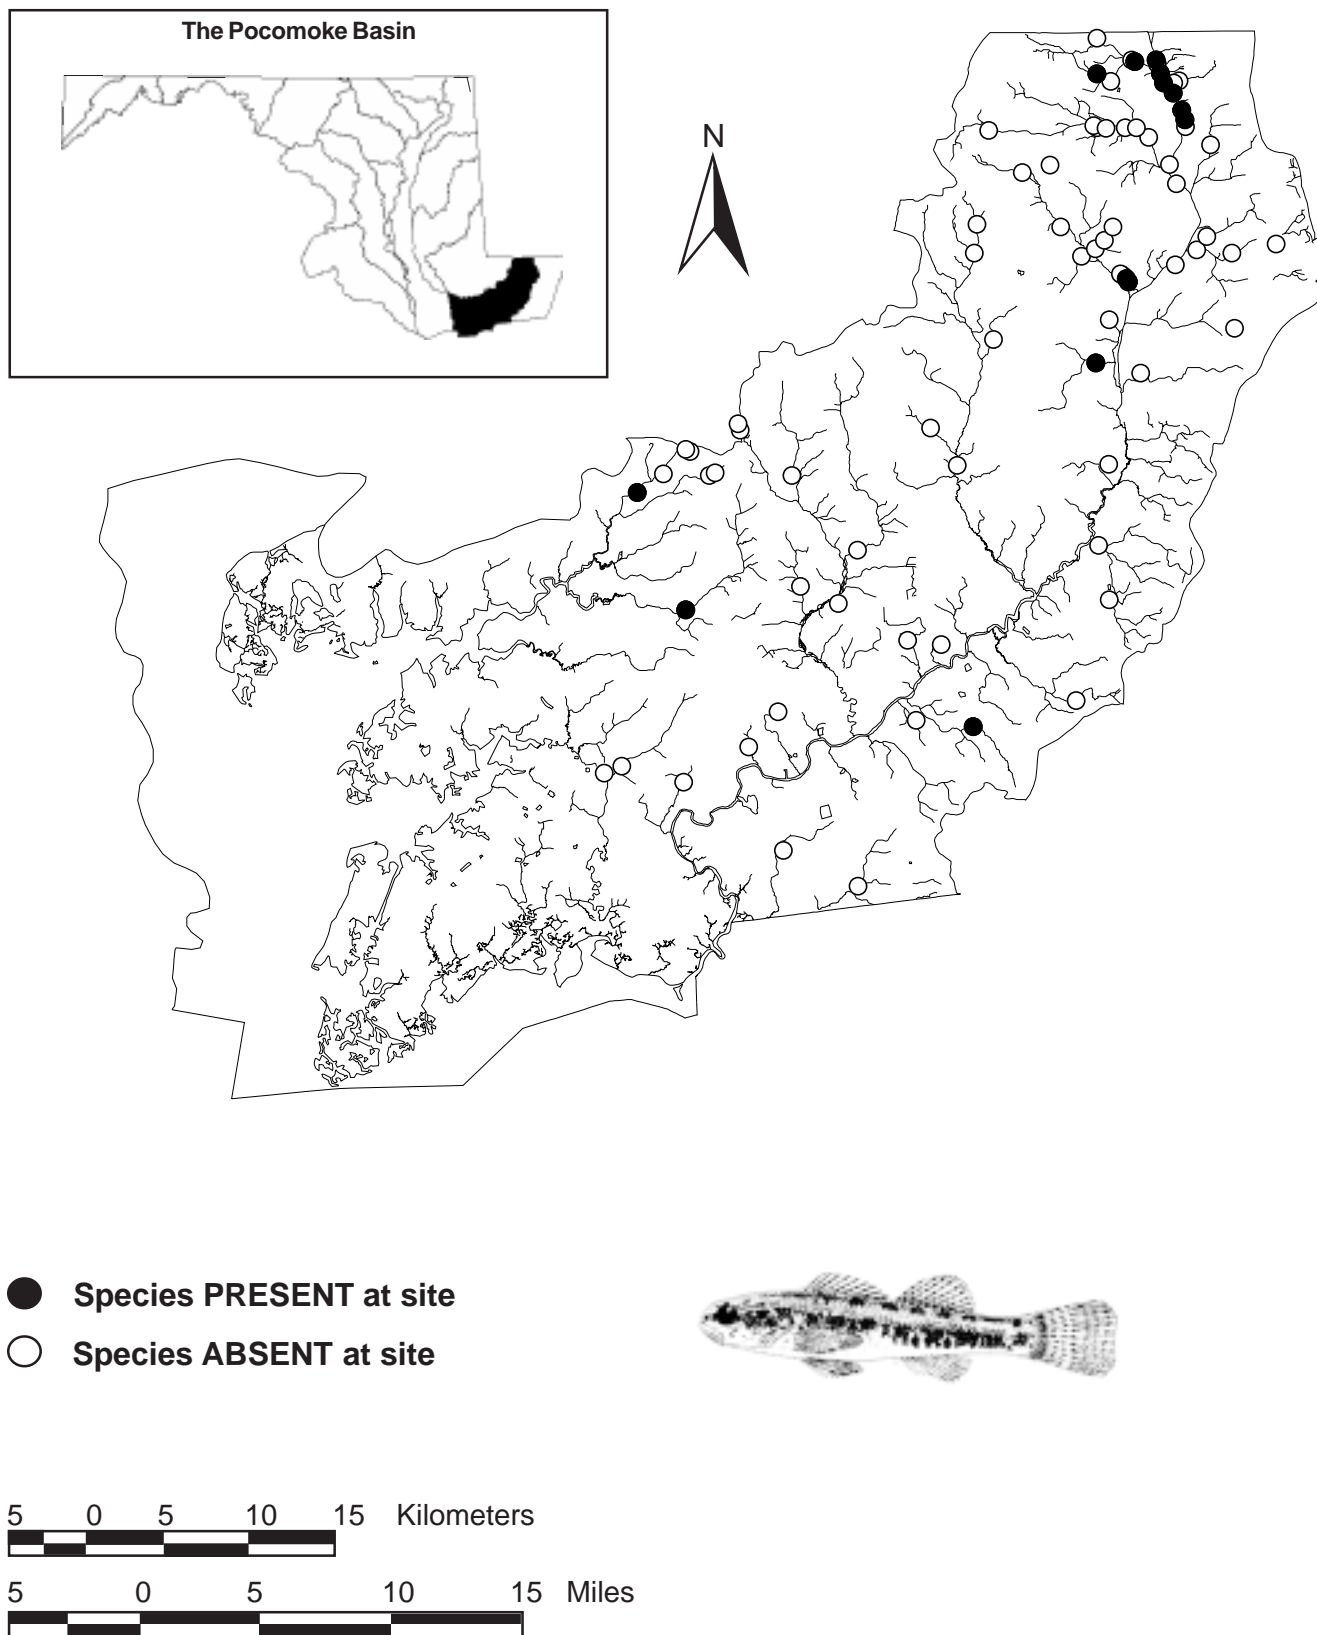 The Pocomoke Basin
N
Species PRESENT at site
Species ABSENT at site
5 0 5 10 15 Kilometers
5 0 5 10 15 Miles